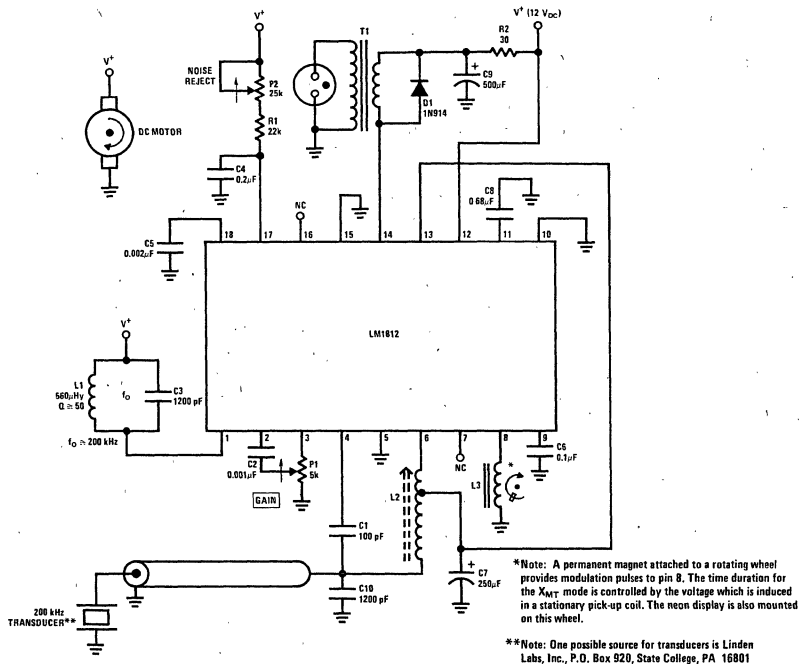 V+
DC MOTOR
V+
NOISE
REJECT
P2
25k
R1
22k
C4
0.2µF
T1
V+ (12 VDC)
R2
30
+
C9
500µF
D1
1N914
C5
0.002µF
NC
C8
0 68µF
18
17
16
15
14
13
12
11
10
LM1812
V+
L1
560µHy
Q ≅ 50
fO
C3
1200 pF
fO ≅ 200 kHz
1
2
3
4
5
6
7
8
9
C2
0.001µF
P1
5k
GAIN
NC
L2
L3
*
C6
0.1µF
C1
100 pF
C10
1200 pF
+
C7
250µF
200 kHz
TRANSDUCER**
*Note: A permanent magnet attached to a rotating wheel
provides modulation pulses to pin 8. The time duration for
the XMT mode is controlled by the voltage which is induced
in a stationary pick-up coil. The neon display is also mounted
on this wheel.
**Note: One possible source for transducers is Linden
Labs, Inc., P.O. Box 920, State College, PA 16801